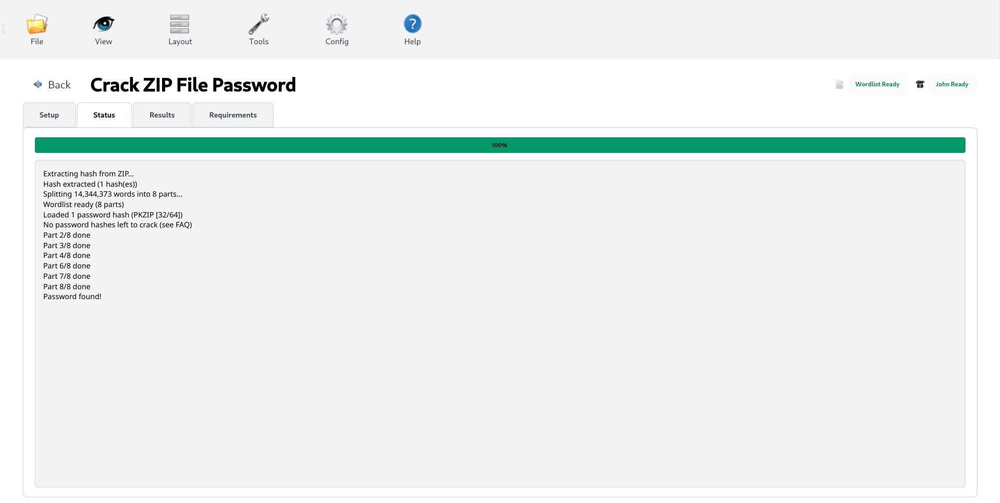 File
View
Layout
Tools
Config
Help
Back
Crack ZIP File Password
Wordlist Ready
John Ready
Setup
Status
Results
Requirements
100%
Extracting hash from ZIP...
Hash extracted (1 hash(es))
Splitting 14,344,373 words into 8 parts...
Wordlist ready (8 parts)
Loaded 1 password hash (PKZIP [32/64])
No password hashes left to crack (see FAQ)
Part 2/8 done
Part 3/8 done
Part 4/8 done
Part 6/8 done
Part 7/8 done
Part 8/8 done
Password found!